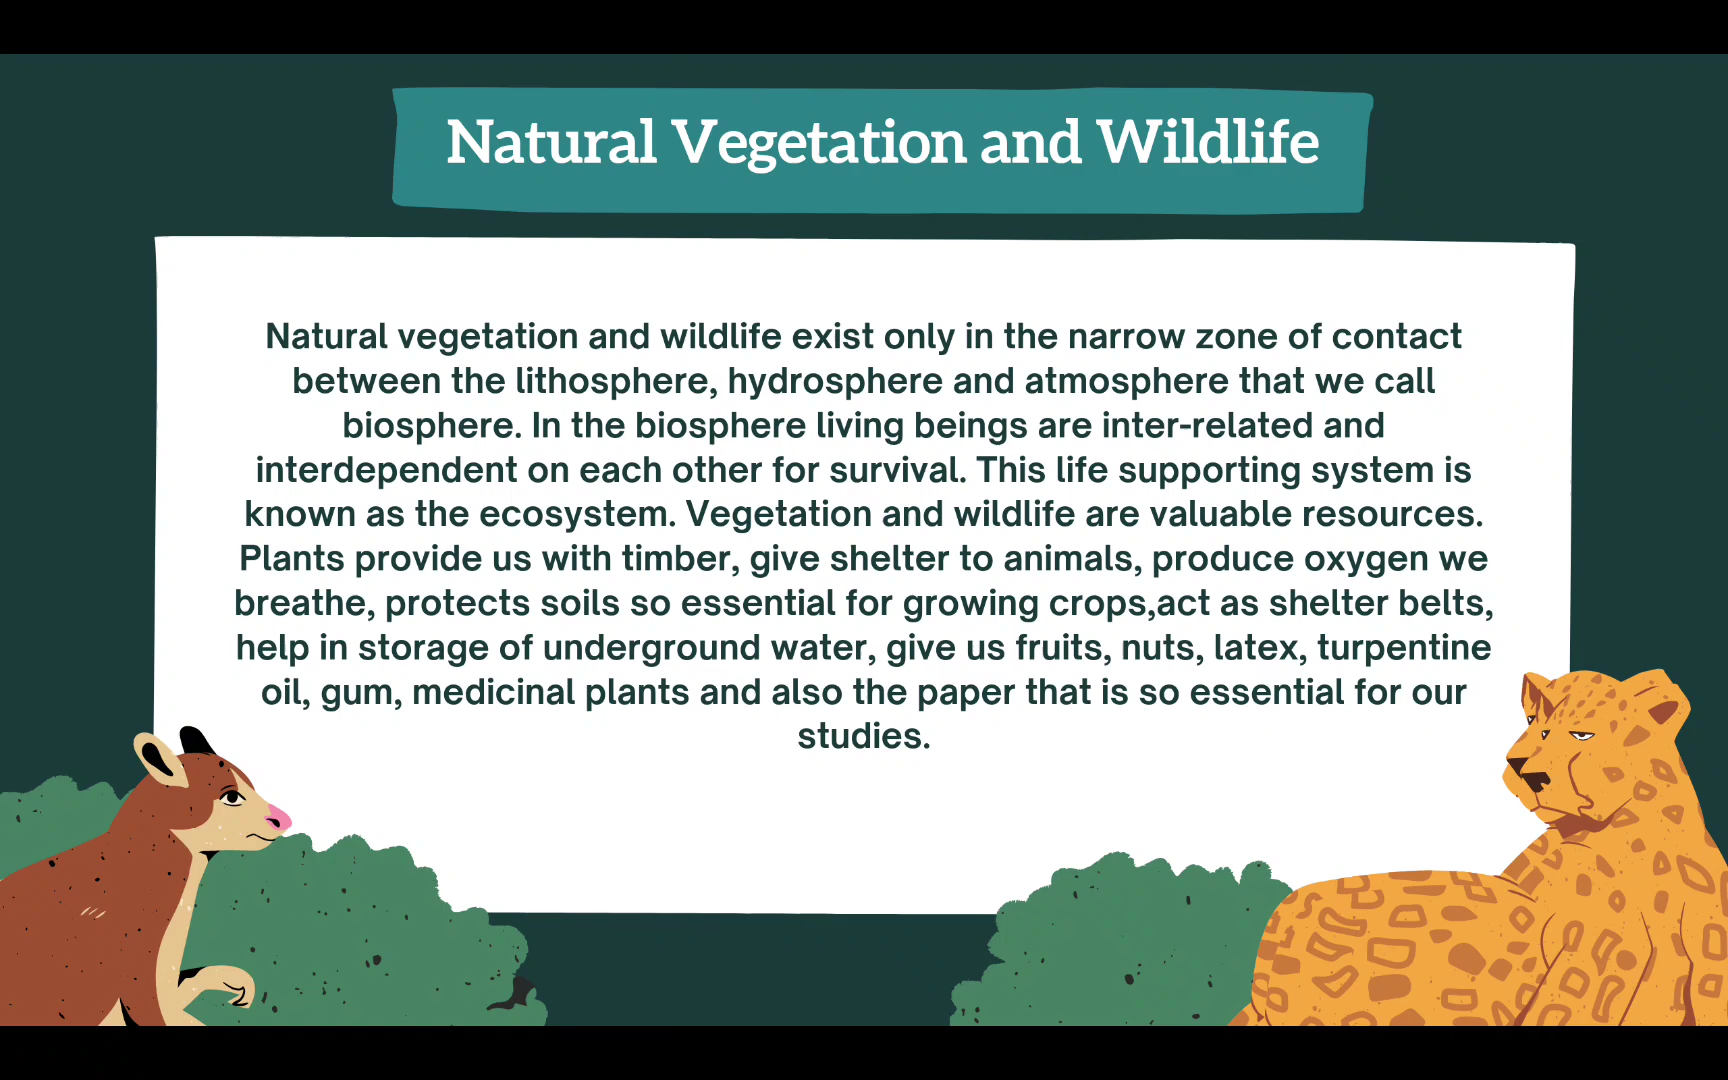 Natural Vegetation and Wildlife
Natural vegetation and wildlife exist only in the narrow zone of contact
between the lithosphere, hydrosphere and atmosphere that we call
biosphere. In the biosphere living beings are inter-related and
interdependent on each other for survival. This life supporting system is
known as the ecosystem. Vegetation and wildlife are valuable resources.
Plants provide us with timber, give shelter to animals, produce oxygen we
breathe, protects soils so essential for growing crops,act as shelter belts,
help in storage of underground water, give us fruits, nuts, latex, turpentine
oil, gum, medicinal plants and also the paper that is so essential for our
studies.